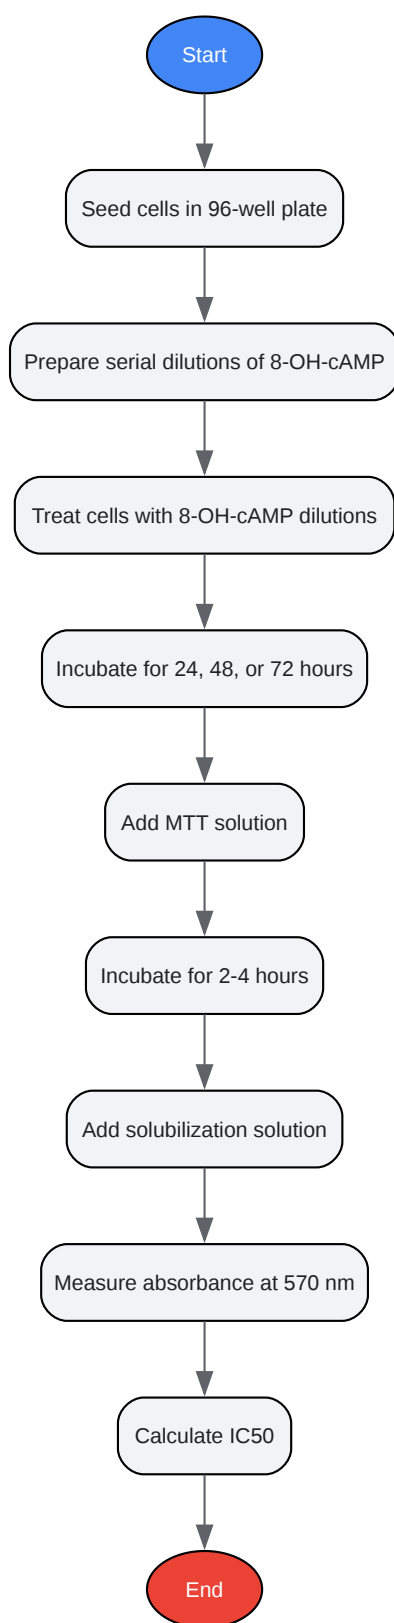 Start
Seed cells in 96-well plate
Prepare serial dilutions of 8-OH-cAMP
Treat cells with 8-OH-cAMP dilutions
Incubate for 24, 48, or 72 hours
Add MTT solution
Incubate for 2-4 hours
Add solubilization solution
Measure absorbance at 570 nm
Calculate IC50
End